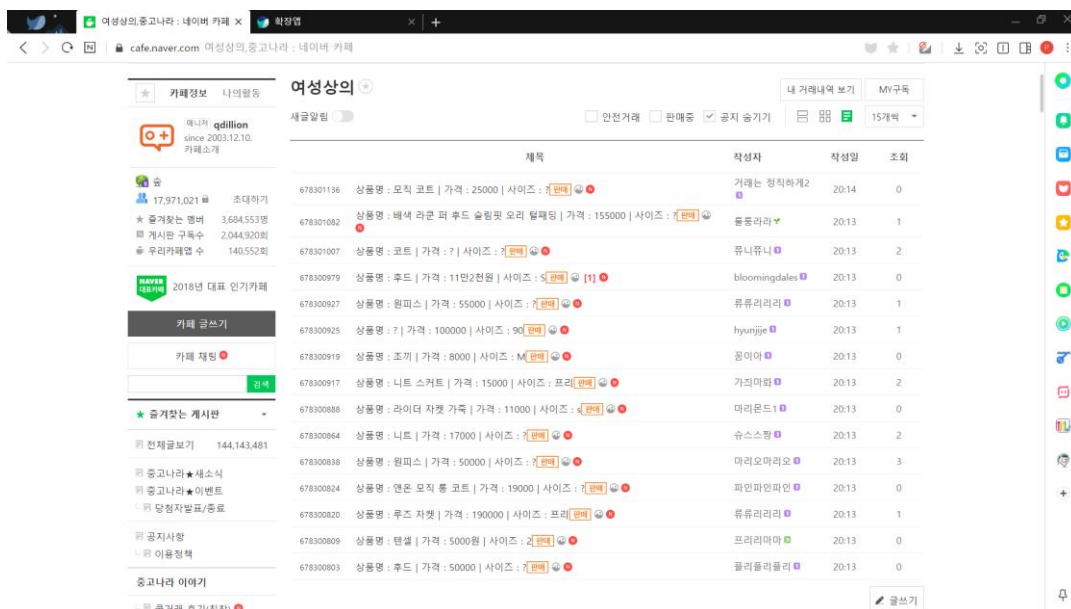 여성상의,중고나라 : 네이버 카페 × 확장앱 × +
cafe.naver.com 여성상의,중고나라 : 네이버 카페
카페정보 나의활동
매니저 qdillion
since 2003.12.10.
카페소개
숲
17,971,021 초대하기
즐겨찾는 멤버 3,684,553명
게시판 구독수 2,044,920회
우리카페앱 수 140,552회
NAVER 대표카페 2018년 대표 인기카페
카페 글쓰기
카페 채팅 N
검색
★ 즐겨찾는 게시판
전체글보기 144,143,481
중고나라★새소식
중고나라★이벤트
당첨자발표/종료
공지사항
이용정책
중고나라 이야기
여성상의
내 거래내역 보기 MY구독
새글알림
안전거래 판매중 공지 숨기기 15개씩
제목 작성자 작성일 조회
678301136 상품명 : 모직 코트 | 가격 : 25000 | 사이즈 : ? 판매 N 거래는 정직하게2 20:14 0
678301082 상품명 : 배색 라쿤 퍼 후드 슬림핏 오리 털패딩 | 가격 : 155000 | 사이즈 : ? 판매 N 룰룽라라 20:13 1
678301007 상품명 : 코트 | 가격 : ? | 사이즈 : ? 판매 N 쮸니쮸니 20:13 2
678300979 상품명 : 후드 | 가격 : 11만2천원 | 사이즈 : S 판매 [1] N bloomingdales 20:13 0
678300927 상품명 : 원피스 | 가격 : 55000 | 사이즈 : ? 판매 N 류류리리리 20:13 1
678300925 상품명 : ? | 가격 : 100000 | 사이즈 : 90 판매 N hyunjije 20:13 1
678300919 상품명 : 조끼 | 가격 : 8000 | 사이즈 : M 판매 N 꽁이아 20:13 0
678300917 상품명 : 니트 스커트 | 가격 : 15000 | 사이즈 : 프리 판매 N 20:13 2
678300888 상품명 : 라이더 자켓 가죽 | 가격 : 11000 | 사이즈 : s 판매 N 마리몬드1 20:13 0
678300864 상품명 : 니트 | 가격 : 17000 | 사이즈 : ? 판매 N 슈스스짱 20:13 2
678300838 상품명 : 원피스 | 가격 : 50000 | 사이즈 : ? 판매 N 마리오마리오 20:13 3
678300824 상품명 : 앤온 모직 롱 코트 | 가격 : 19000 | 사이즈 : ? 판매 N 파인파인파인 20:13 0
678300820 상품명 : 루즈 자켓 | 가격 : 190000 | 사이즈 : 프리 판매 N 류류리리리 20:13 1
678300809 상품명 : 텐셀 | 가격 : 5000원 | 사이즈 : 2 판매 N 프리리마마 20:13 0
678300803 상품명 : 후드 | 가격 : 50000 | 사이즈 : ? 판매 N 플리플리플리 20:13 0
글쓰기